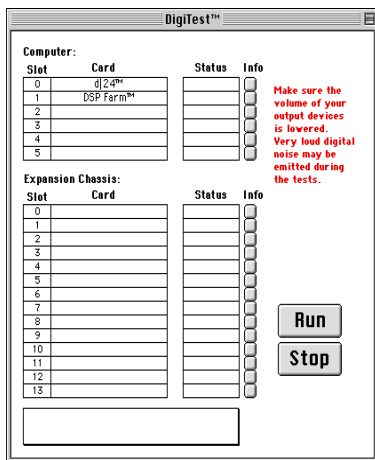 DigiTest™
Computer:
Slot Card Status Info
0 d|24™
1 DSP Farm™
2
3
4
5
Make sure the
volume of your
output devices
is lowered.
Very loud digital
noise may be
emitted during
the tests.
Expansion Chassis:
Slot Card Status Info
0
1
2
3
4
5
6
7
8
9
10
11
12
13
Run
Stop